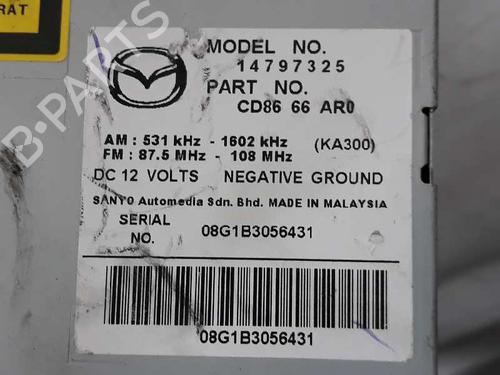 RAT
MODEL NO.
14797325
PART NO.
CD86 66 AR0
AM : 531 kHz - 1602 kHz (KA300)
FM : 87.5 MHz - 108 MHz
DC 12 VOLTS NEGATIVE GROUND
SANYO Automedia Sdn. Bhd. MADE IN MALAYSIA
SERIAL
NO. 08G1B3056431
08G1B3056431
B-PARTS